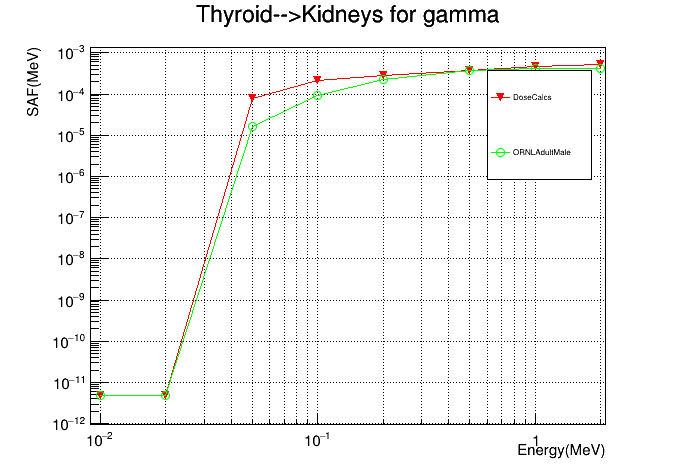 Thyroid-->Kidneys for gamma
SAF(MeV)
10⁻³
10⁻⁴
10⁻⁵
10⁻⁶
10⁻⁷
10⁻⁸
10⁻⁹
10⁻¹⁰
10⁻¹¹
10⁻¹²
DoseCalcs
ORNLAdultMale
10⁻² 10⁻¹ 1
Energy(MeV)